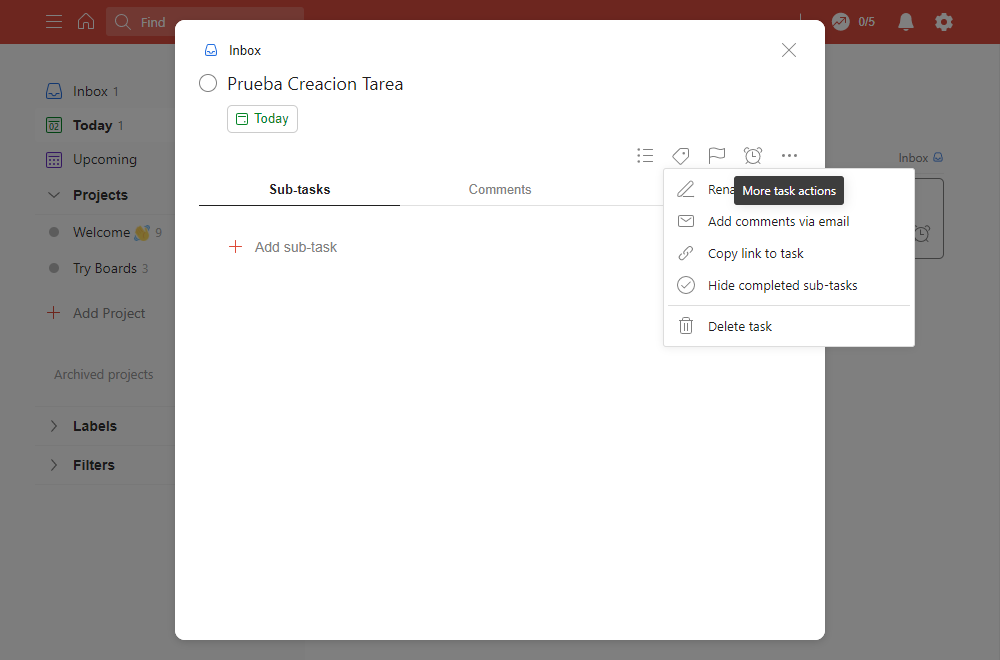 Find
0/5
Inbox
Prueba Creacion Tarea
Today
Inbox 1
Today 1
Upcoming
Projects
Welcome 9
Try Boards 3
Add Project
Archived projects
Labels
Filters
Inbox
Sub-tasks
Comments
Add sub-task
More task actions
Add comments via email
Copy link to task
Hide completed sub-tasks
Delete task